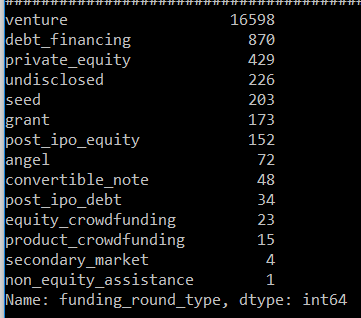 venture 16598
debt_financing 870
private_equity 429
undisclosed 226
seed 203
grant 173
post_ipo_equity 152
angel 72
convertible_note 48
post_ipo_debt 34
equity_crowdfunding 23
product_crowdfunding 15
secondary_market 4
non_equity_assistance 1
Name: funding_round_type, dtype: int64